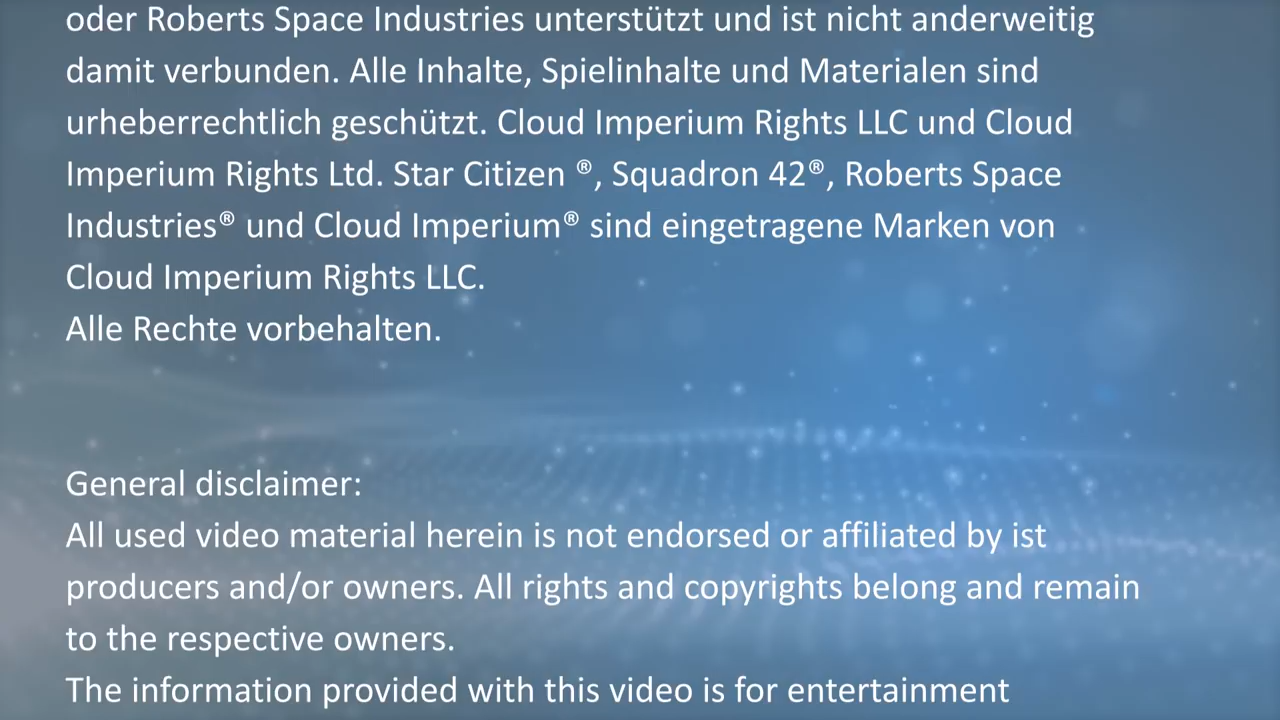 oder Roberts Space Industries unterstützt und ist nicht anderweitig
damit verbunden. Alle Inhalte, Spielinhalte und Materialen sind
urheberrechtlich geschützt. Cloud Imperium Rights LLC und Cloud
Imperium Rights Ltd. Star Citizen ®, Squadron 42®, Roberts Space
Industries® und Cloud Imperium® sind eingetragene Marken von
Cloud Imperium Rights LLC.
Alle Rechte vorbehalten.
General disclaimer:
All used video material herein is not endorsed or affiliated by ist
producers and/or owners. All rights and copyrights belong and remain
to the respective owners.
The information provided with this video is for entertainment